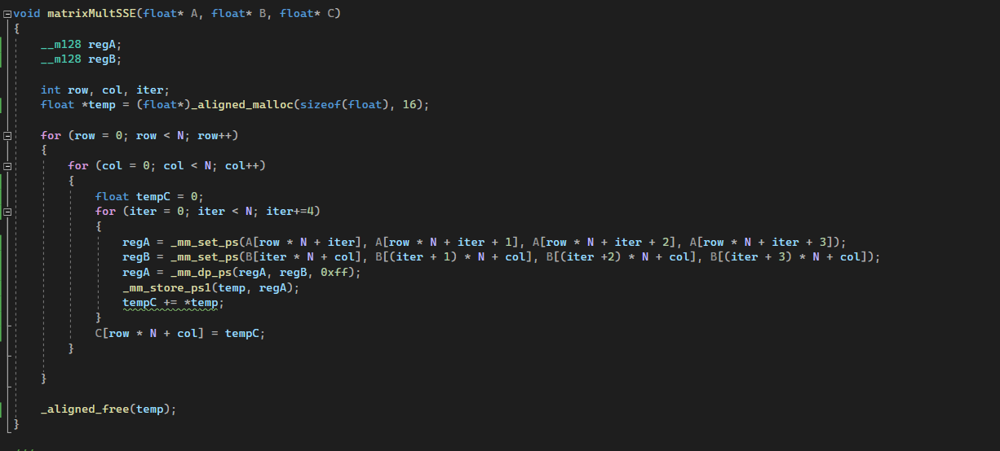 void matrixMultSSE(float* A, float* B, float* C)
{
__m128 regA;
__m128 regB;
int row, col, iter;
float *temp = (float*)_aligned_malloc(sizeof(float), 16);
for (row = 0; row < N; row++)
{
for (col = 0; col < N; col++)
{
float tempC = 0;
for (iter = 0; iter < N; iter+=4)
{
regA = _mm_set_ps(A[row * N + iter], A[row * N + iter + 1], A[row * N + iter + 2], A[row * N + iter + 3]);
regB = _mm_set_ps(B[iter * N + col], B[(iter + 1) * N + col], B[(iter +2) * N + col], B[(iter + 3) * N + col]);
regA = _mm_dp_ps(regA, regB, 0xff);
_mm_store_ps1(temp, regA);
tempC += *temp;
}
C[row * N + col] = tempC;
}
}
_aligned_free(temp);
}